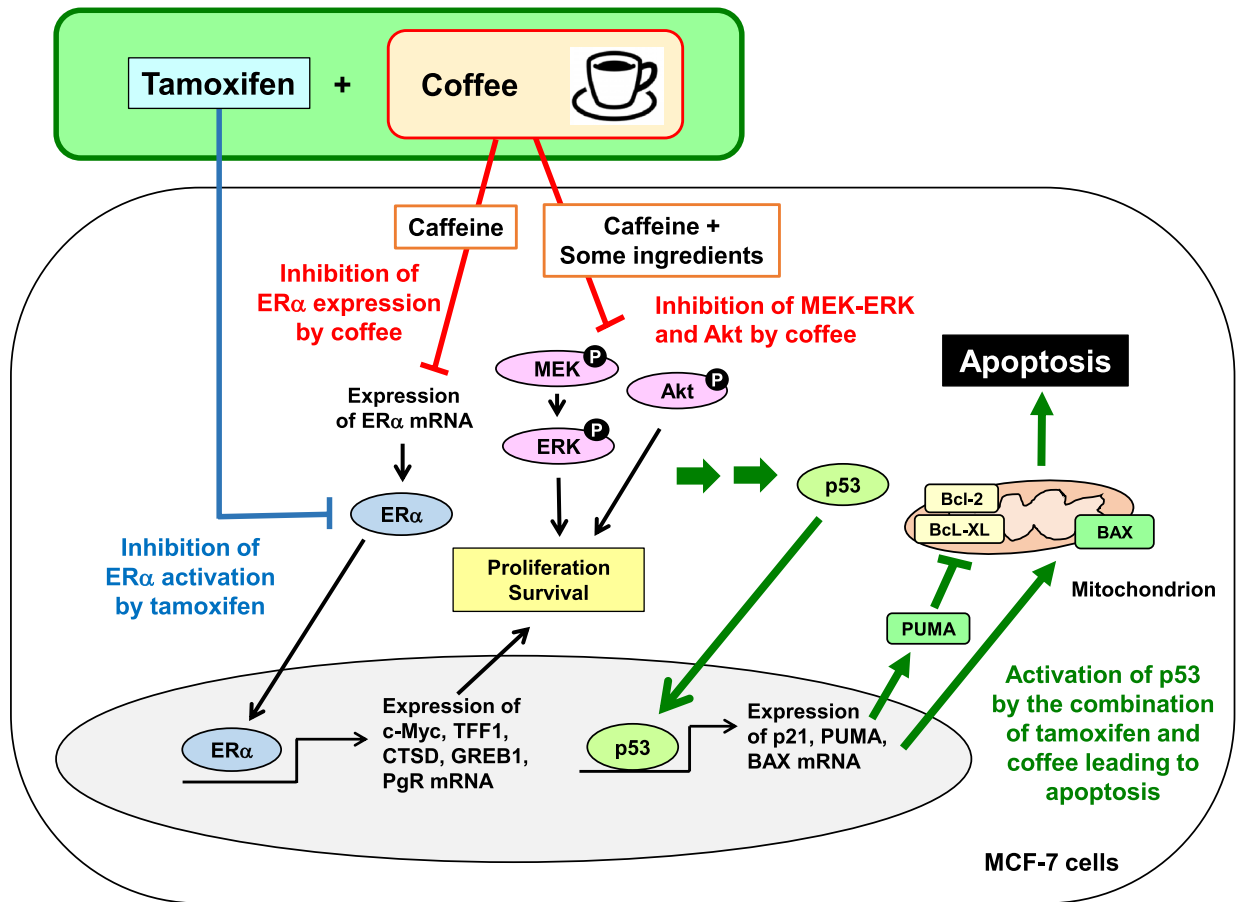 Tamoxifen
+
Coffee
Caffeine
Caffeine +
Some ingredients
Inhibition of
ERα expression
by coffee
Inhibition of MEK-ERK
and Akt by coffee
MEK
P
Akt
P
ERK
P
Expression
of ERα mRNA
ERα
Inhibition of
ERα activation
by tamoxifen
Proliferation
Survival
p53
Apoptosis
Bcl-2
BcL-XL
BAX
Mitochondrion
PUMA
Activation of p53
by the combination
of tamoxifen and
coffee leading to
apoptosis
ERα
Expression of
c-Myc, TFF1,
CTSD, GREB1,
PgR mRNA
p53
Expression
of p21, PUMA,
BAX mRNA
MCF-7 cells